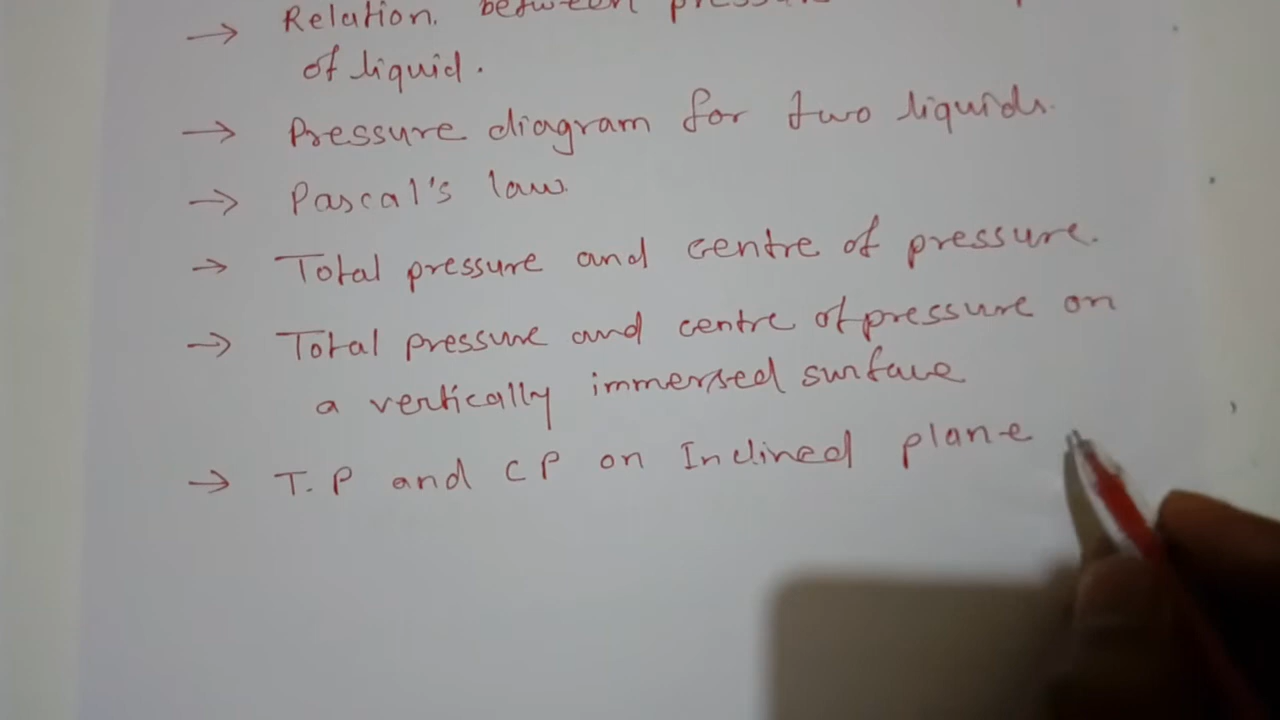 → Relation. between pressure
of liquid.
→ Pressure diagram for two liquids.
→ Pascal's law.
→ Total pressure and centre of pressure.
→ Total pressure and centre of pressure on
a vertically immersed surface
→ T.P and CP on Inclined plane